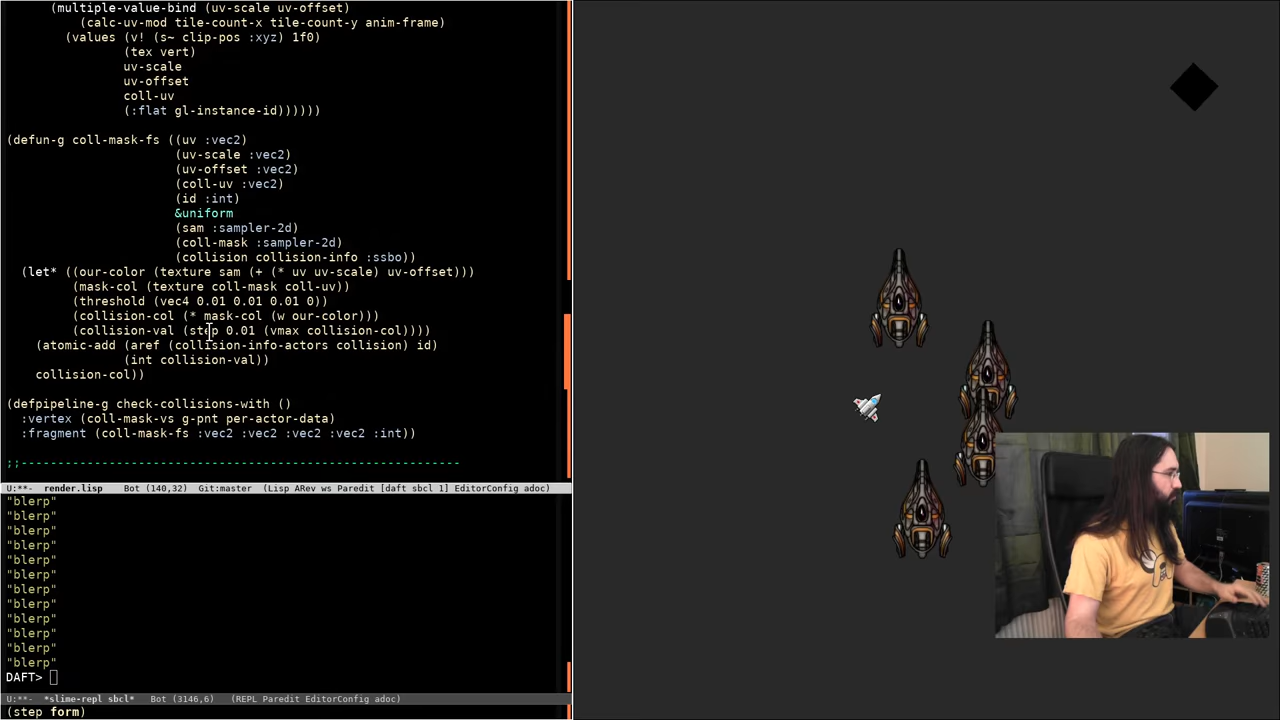 (multiple-value-bind (uv-scale uv-offset)
(calc-uv-mod tile-count-x tile-count-y anim-frame)
(values (v! (s~ clip-pos :xyz) 1f0)
(tex vert)
uv-scale
uv-offset
coll-uv
(:flat gl-instance-id))))))
(defun-g coll-mask-fs ((uv :vec2)
(uv-scale :vec2)
(uv-offset :vec2)
(coll-uv :vec2)
(id :int)
&uniform
(sam :sampler-2d)
(coll-mask :sampler-2d)
(collision collision-info :ssbo))
(let* ((our-color (texture sam (+ (* uv uv-scale) uv-offset)))
(mask-col (texture coll-mask coll-uv))
(threshold (vec4 0.01 0.01 0.01 0))
(collision-col (* mask-col (w our-color)))
(collision-val (step 0.01 (vmax collision-col))))
(atomic-add (aref (collision-info-actors collision) id)
(int collision-val))
collision-col))
(defpipeline-g check-collisions-with ()
:vertex (coll-mask-vs g-pnt per-actor-data)
:fragment (coll-mask-fs :vec2 :vec2 :vec2 :vec2 :int))
;;------------------------------------------------------------
U:**- render.lisp Bot (140,32) Git:master (Lisp ARev ws Paredit [daft sbcl 1] EditorConfig adoc)
"blerp"
"blerp"
"blerp"
"blerp"
"blerp"
"blerp"
"blerp"
"blerp"
"blerp"
"blerp"
"blerp"
"blerp"
DAFT>
U:**- *slime-repl sbcl* Bot (3146,6) (REPL Paredit EditorConfig adoc)
(step form)